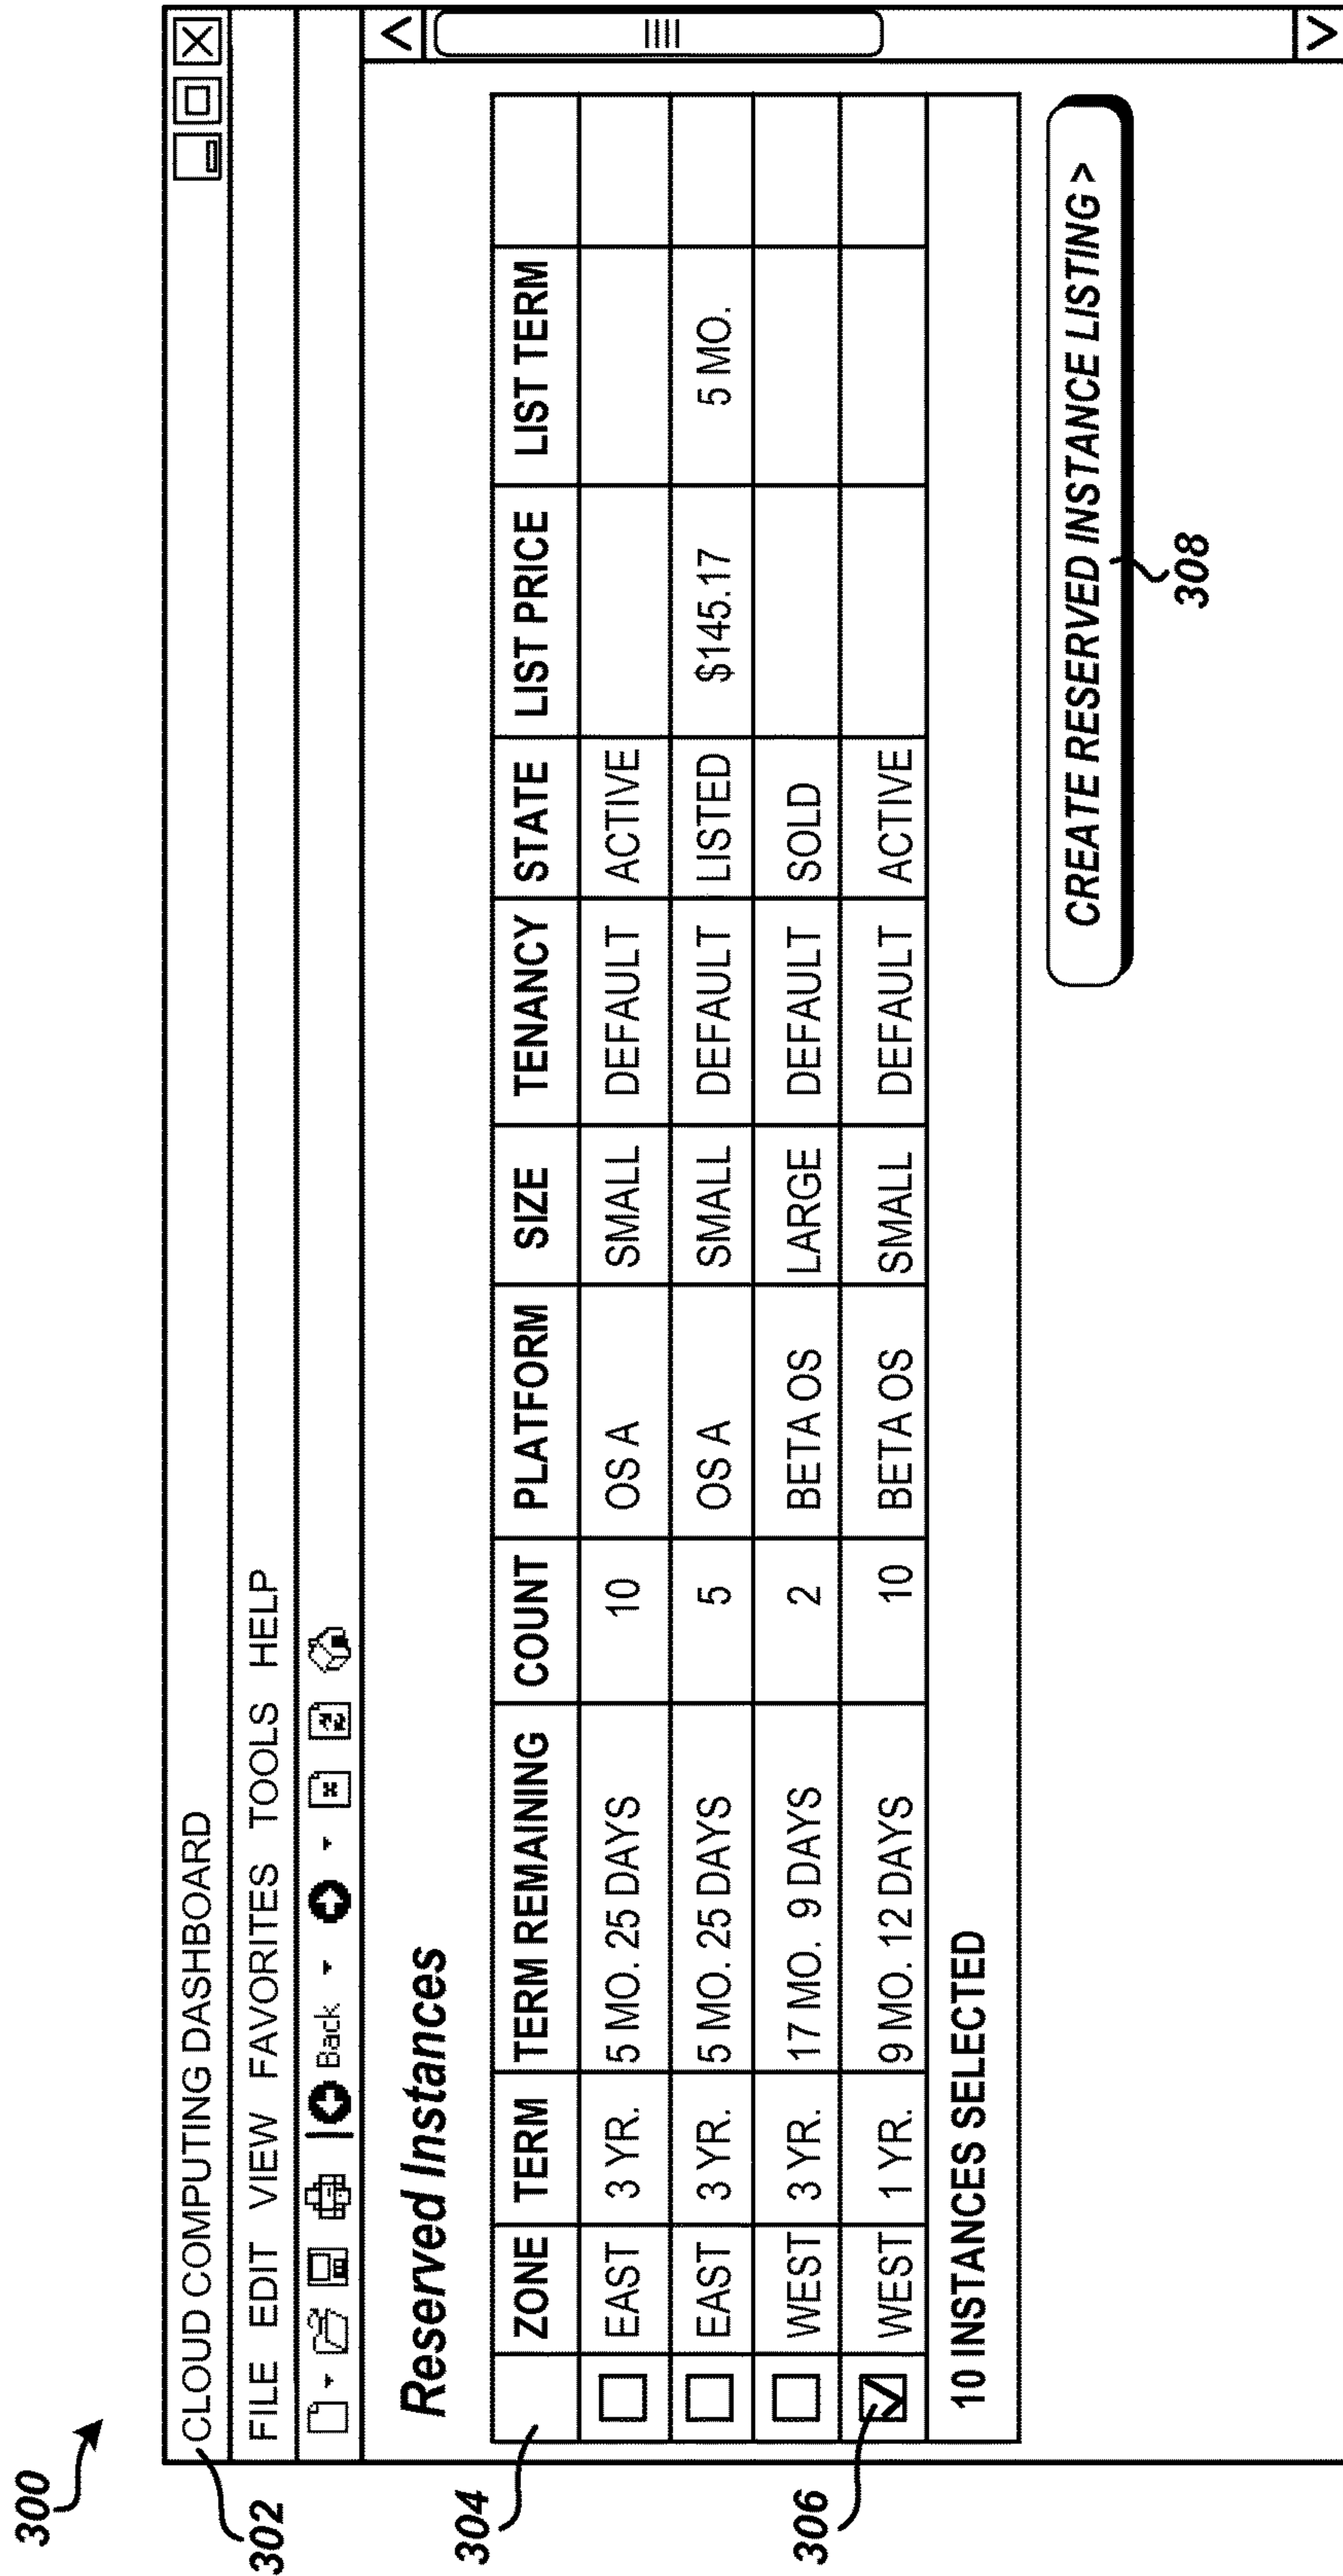 300
302
CLOUD COMPUTING DASHBOARD
FILE EDIT VIEW FAVORITES TOOLS HELP
Back
Reserved Instances
304
ZONE TERM TERM REMAINING COUNT PLATFORM SIZE TENANCY STATE LIST PRICE LIST TERM
EAST 3 YR. 5 MO. 25 DAYS 10 OS A SMALL DEFAULT ACTIVE
EAST 3 YR. 5 MO. 25 DAYS 5 OS A SMALL DEFAULT LISTED $145.17 5 MO.
WEST 3 YR. 17 MO. 9 DAYS 2 BETA OS LARGE DEFAULT SOLD
306
WEST 1 YR. 9 MO. 12 DAYS 10 BETA OS SMALL DEFAULT ACTIVE
10 INSTANCES SELECTED
CREATE RESERVED INSTANCE LISTING >
308